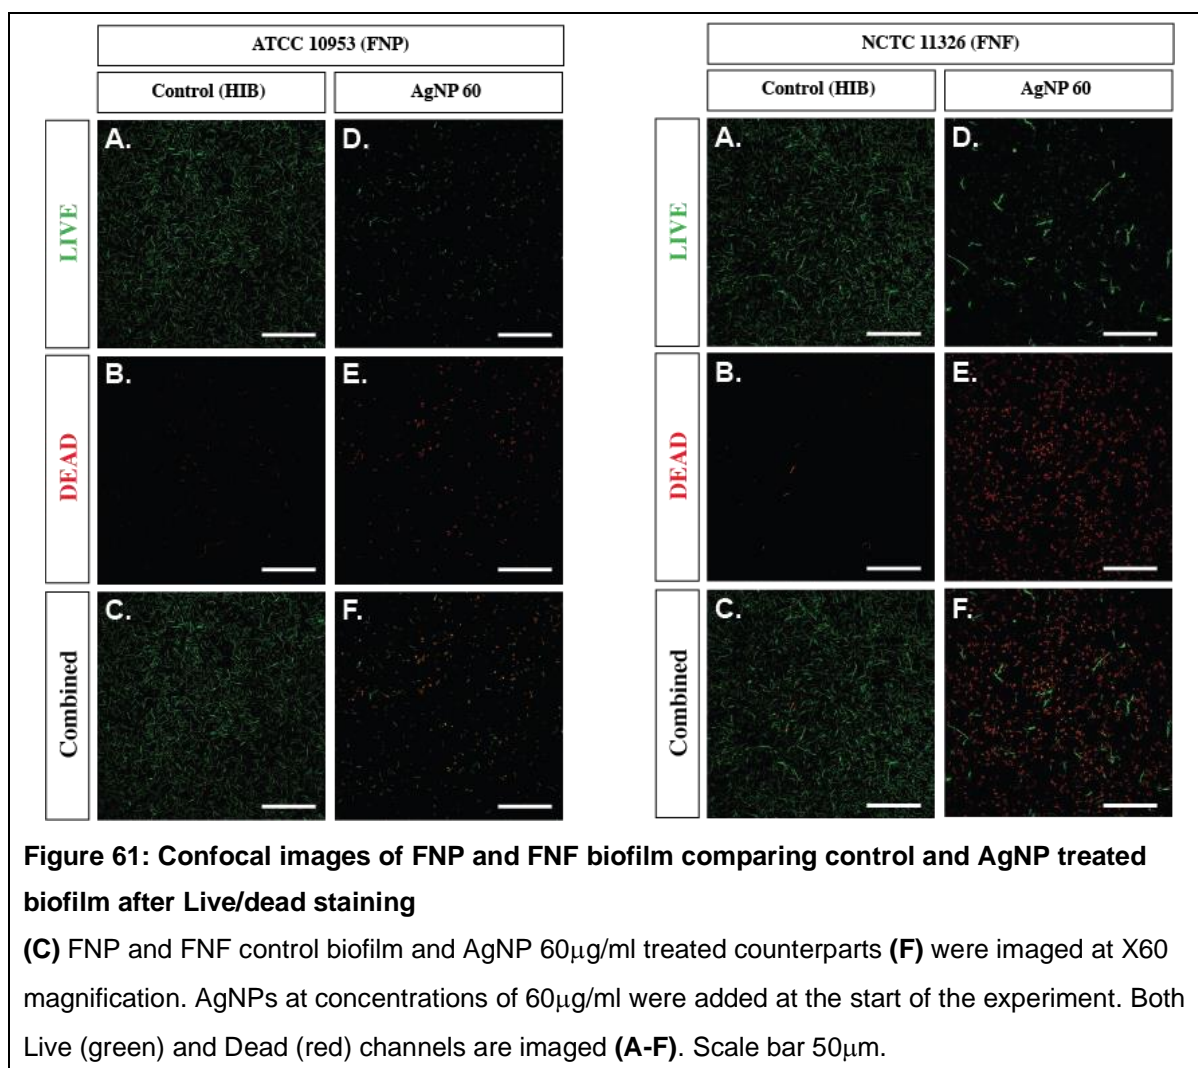 ATCC 10953 (FNP)
Control (HIB)
AgNP 60
LIVE
A.
D.
DEAD
B.
E.
Combined
C.
F.
NCTC 11326 (FNF)
Control (HIB)
AgNP 60
LIVE
A.
D.
DEAD
B.
E.
Combined
C.
F.
Figure 61: Confocal images of FNP and FNF biofilm comparing control and AgNP treated
biofilm after Live/dead staining
(C) FNP and FNF control biofilm and AgNP 60μg/ml treated counterparts (F) were imaged at X60
magnification. AgNPs at concentrations of 60μg/ml were added at the start of the experiment. Both
Live (green) and Dead (red) channels are imaged (A-F). Scale bar 50μm.